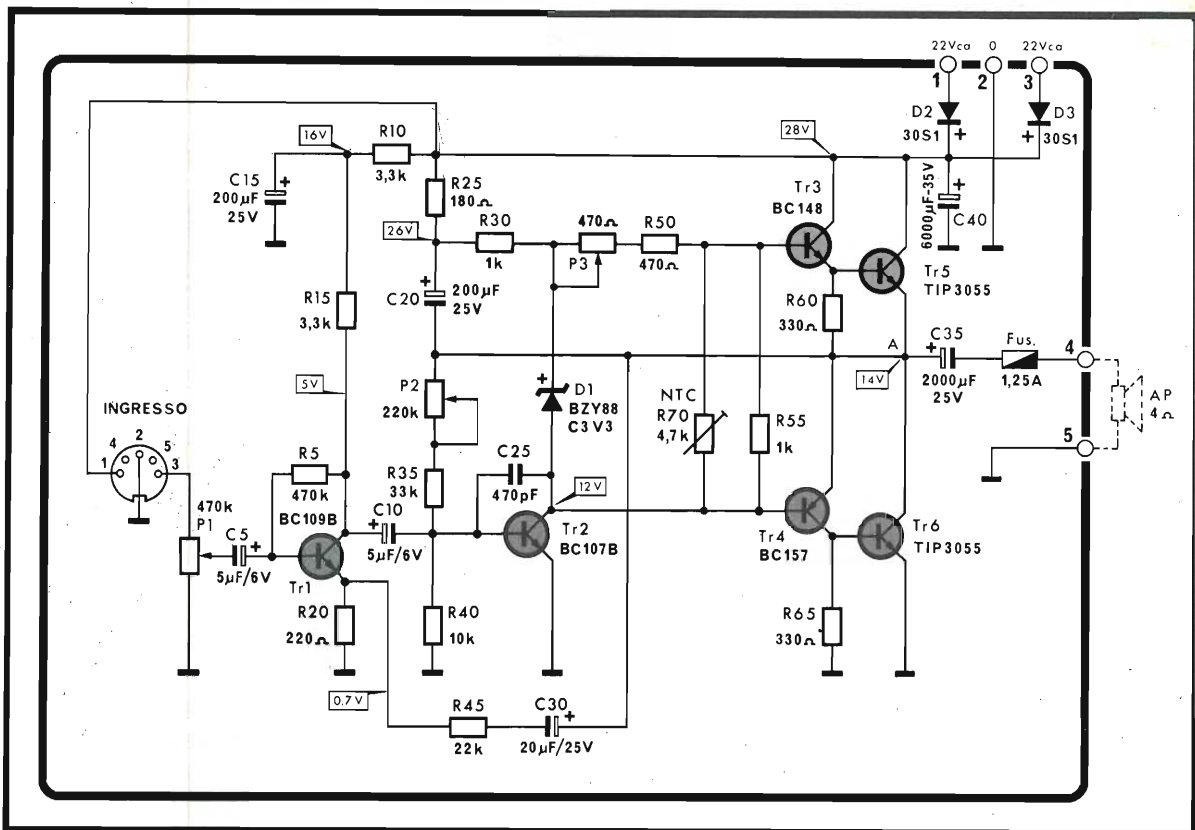 22Vca 0 22Vca
1 2 3
D2 30S1 +
D3 + 30S1
16V
R10 3,3k
28V
C15 + 200µF 25V
R25 180Ω
Tr3 BC148
6000µF-35V + C40
26V
R30 1k
470Ω P3
R50 470Ω
Tr5 TIP3055
R15 3,3k
+ C20 200µF 25V
R60 330Ω
A
+ C35 2000µF 25V
Fus. 1,25A
4
14V
AP 4Ω
5
5V
P2 220k
+ D1 BZY88 C3V3
NTC R70 4,7k
R55 1k
INGRESSO
4 2 5
1 3
R5 470k
R35 33k
C25 470pF
12V
470k P1
C5 + 5µF/6V
BC109B Tr1
+ C10 5µF/6V
Tr2 BC107B
Tr4 BC157
Tr6 TIP3055
R20 220Ω
R40 10k
R65 330Ω
0.7V
R45 22k
C30 + 20µF/25V